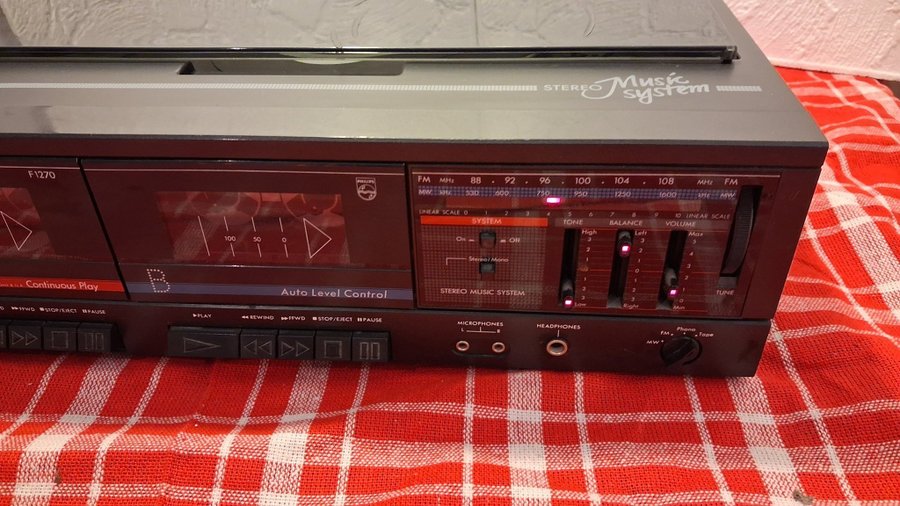 STEREO Music system
F1270
PHILIPS
FM MHz 88 . 92 . 96 . 100 . 104 . 108 MHz FM
MW kHz 530 600 750 950 1250 1600 kHz MW
LINEAR SCALE 0 2 3 4 5 6 7 8 9 10 LINEAR SCALE
SYSTEM TONE BALANCE VOLUME
High Left Max
On Off
Stereo/Mono
100 50 0
STEREO MUSIC SYSTEM
Low Right Min
TUNE
Continuous Play
B
Auto Level Control
FFWD STOP/EJECT PAUSE
PLAY REWIND FFWD STOP/EJECT PAUSE
MICROPHONES
L R
HEADPHONES
FM Phono Tape
MW